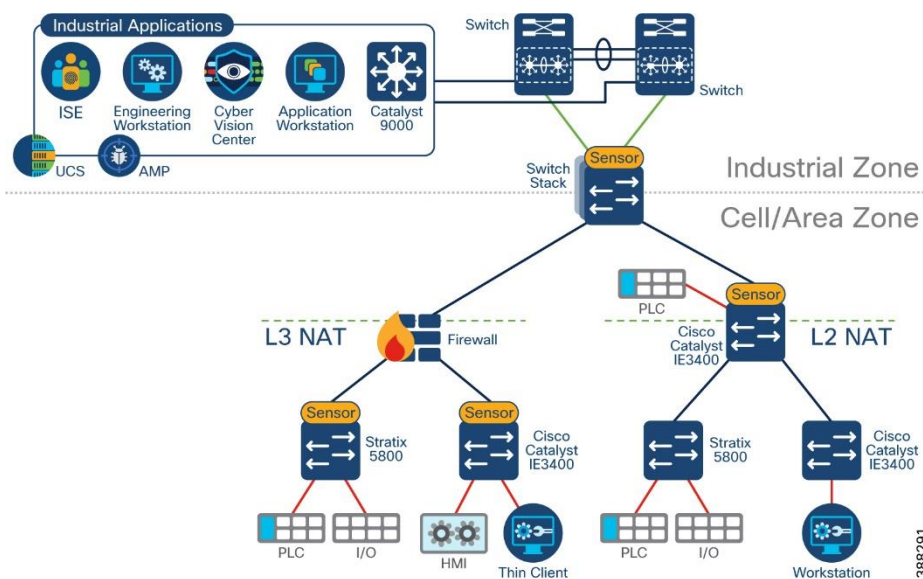 Industrial Applications
ISE
Engineering
Workstation
Cyber
Vision
Center
Application
Workstation
Catalyst
9000
UCS
AMP
Switch
Switch
Sensor
Switch
Stack
Industrial Zone
Cell/Area Zone
PLC
Sensor
L3 NAT
Firewall
Cisco
Catalyst
IE3400
L2 NAT
Sensor
Stratix
5800
Sensor
Cisco
Catalyst
IE3400
Stratix
5800
Cisco
Catalyst
IE3400
PLC
I/O
HMI
Thin Client
PLC
I/O
Workstation
388291